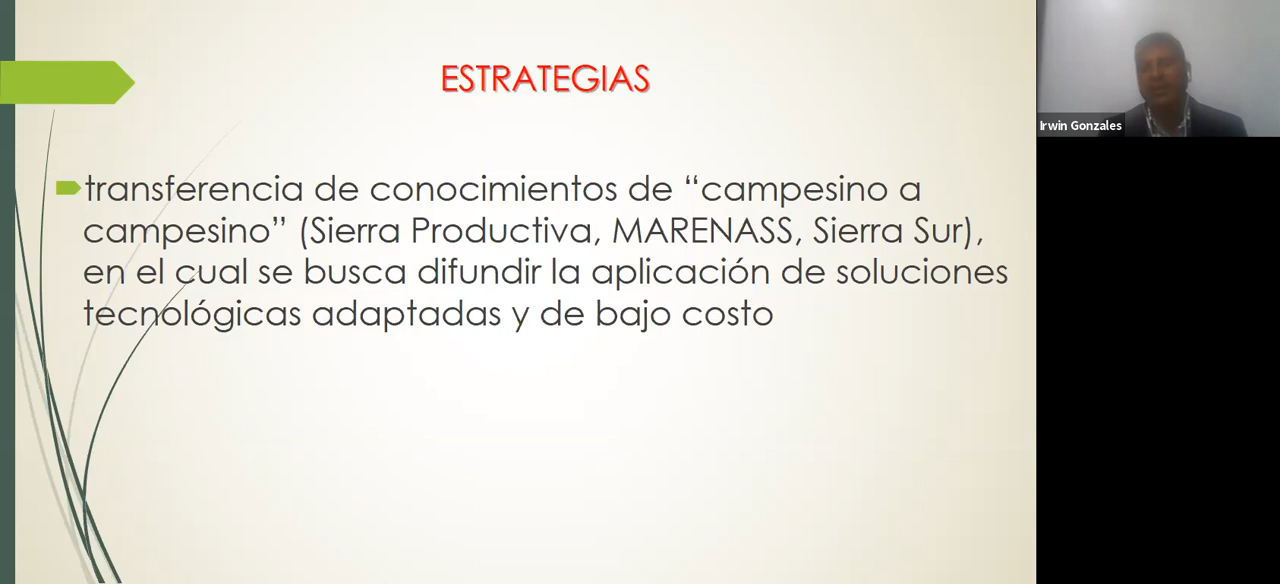 ESTRATEGIAS
transferencia de conocimientos de “campesino a
campesino” (Sierra Productiva, MARENASS, Sierra Sur),
en el cual se busca difundir la aplicación de soluciones
tecnológicas adaptadas y de bajo costo
Irwin Gonzales